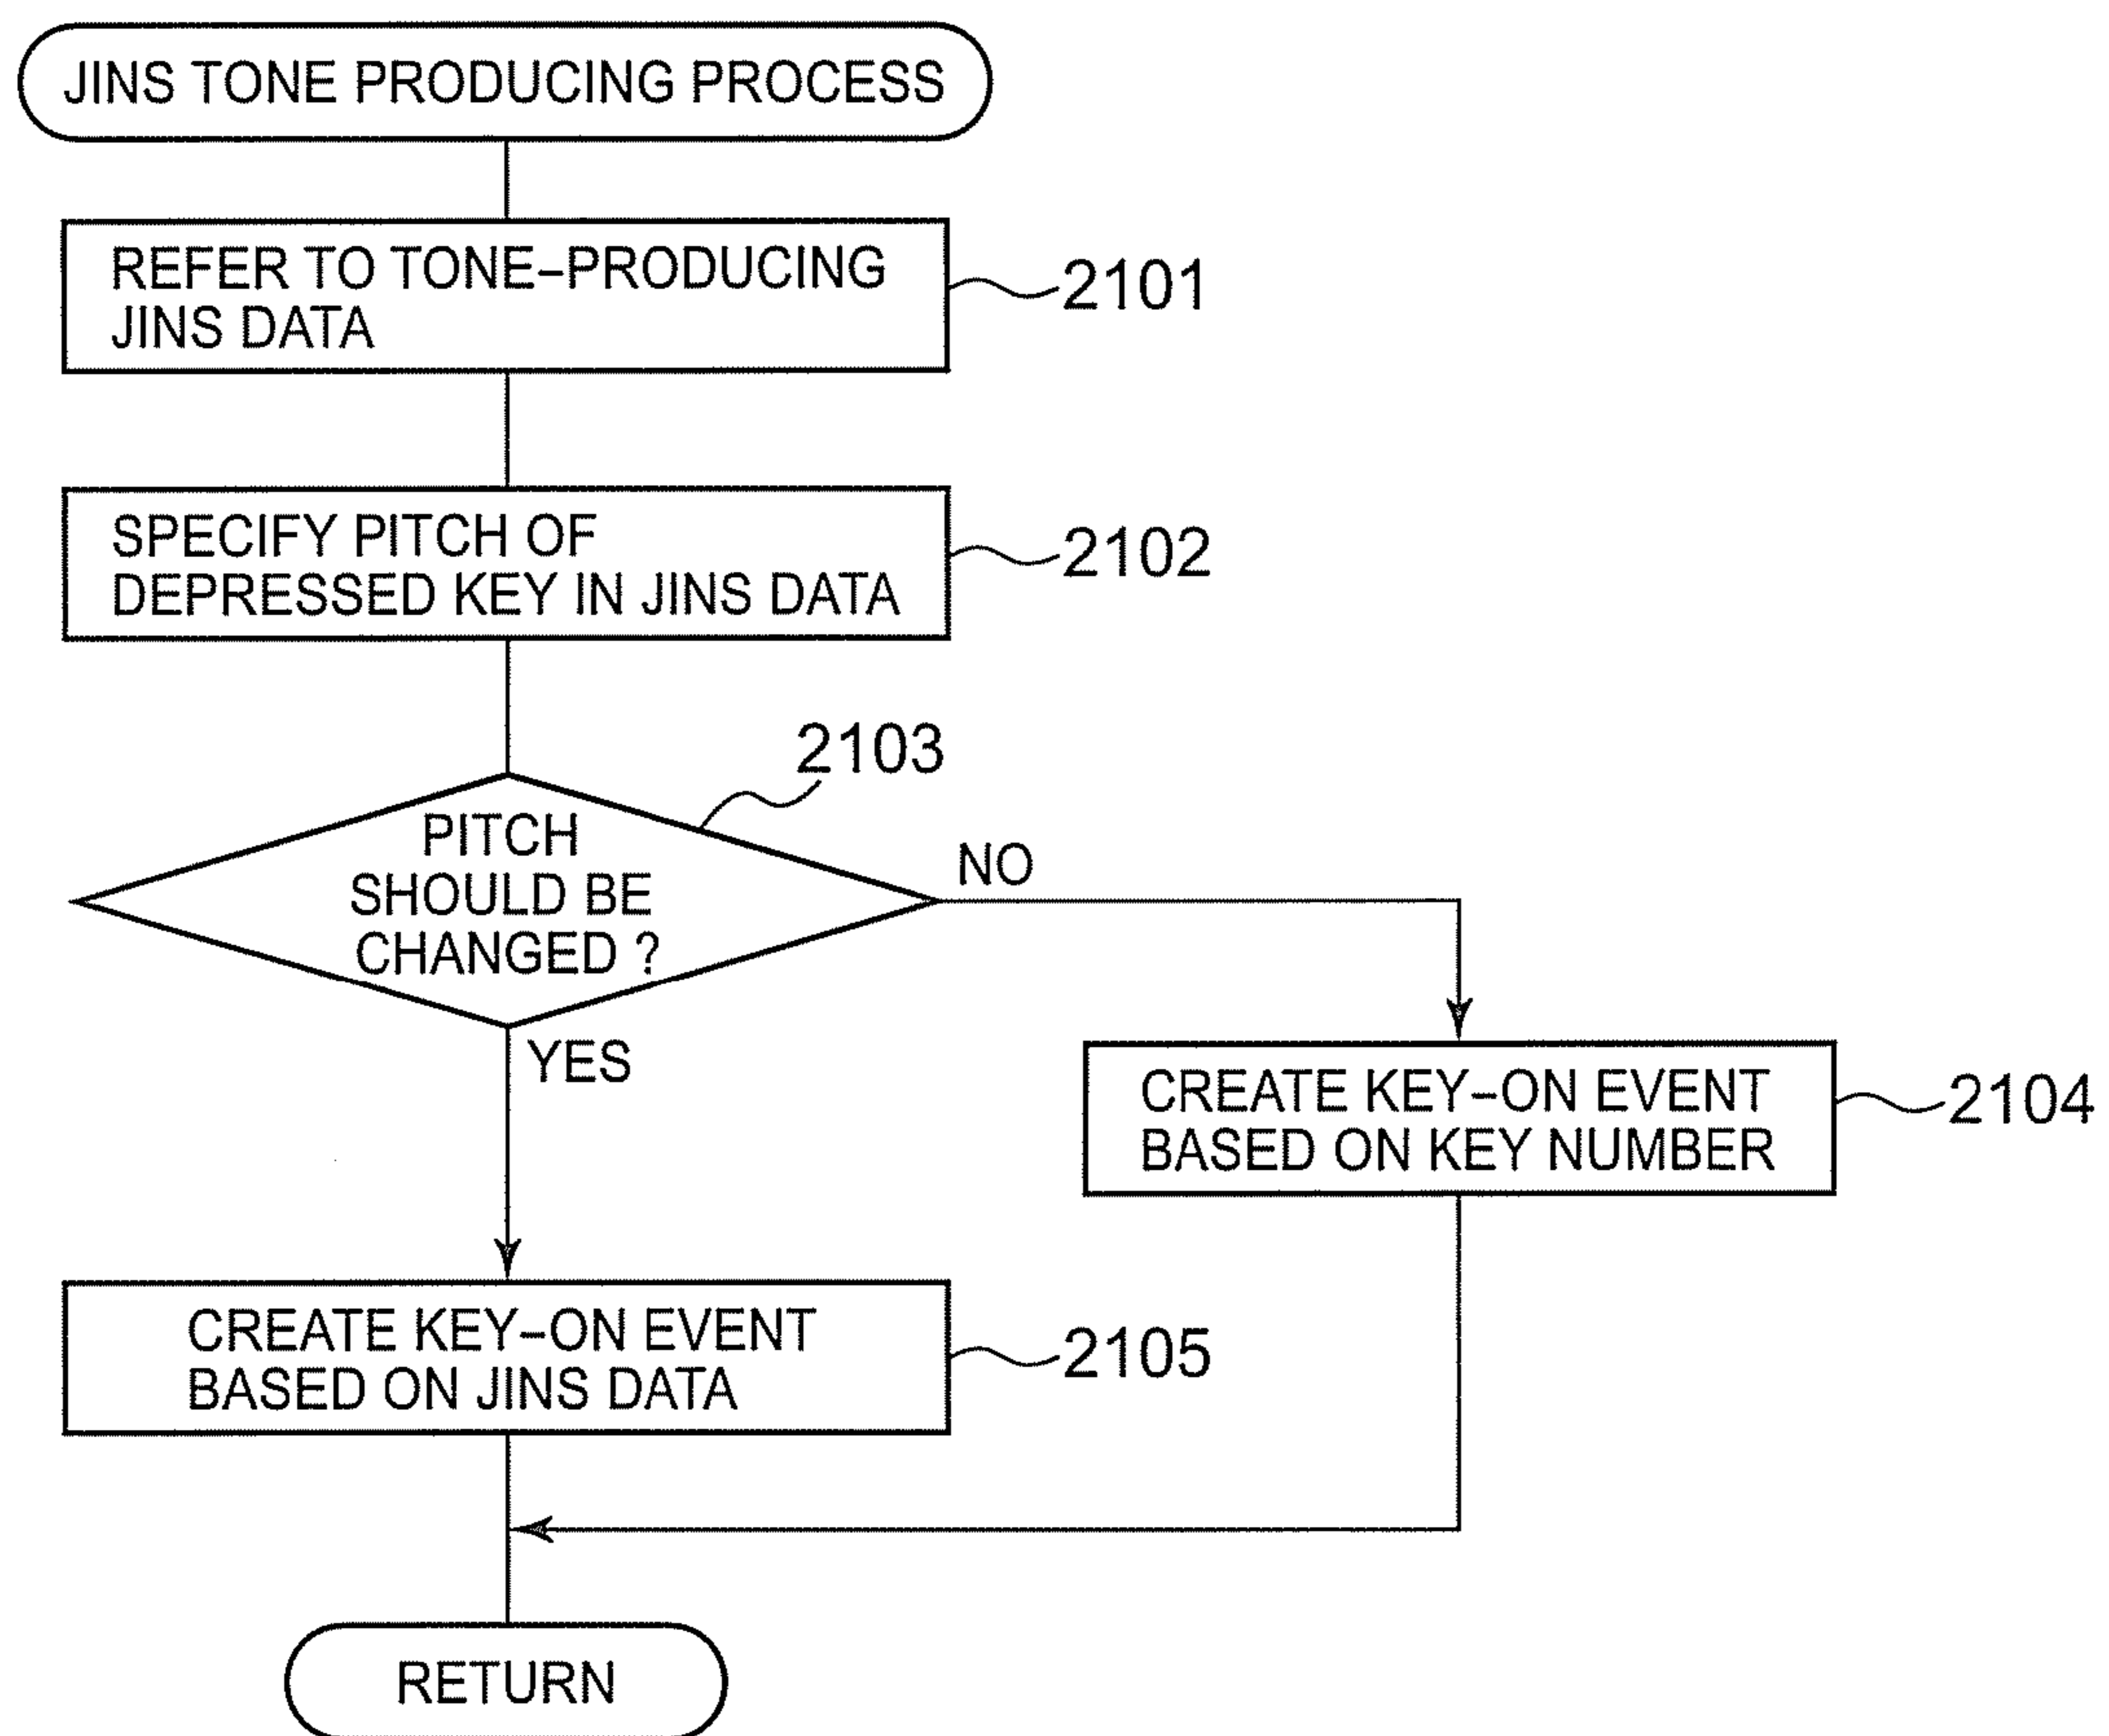 JINS TONE PRODUCING PROCESS
REFER TO TONE–PRODUCING
JINS DATA
2101
SPECIFY PITCH OF
DEPRESSED KEY IN JINS DATA
2102
2103
PITCH
SHOULD BE
CHANGED ?
NO
YES
CREATE KEY–ON EVENT
BASED ON KEY NUMBER
2104
CREATE KEY–ON EVENT
BASED ON JINS DATA
2105
RETURN